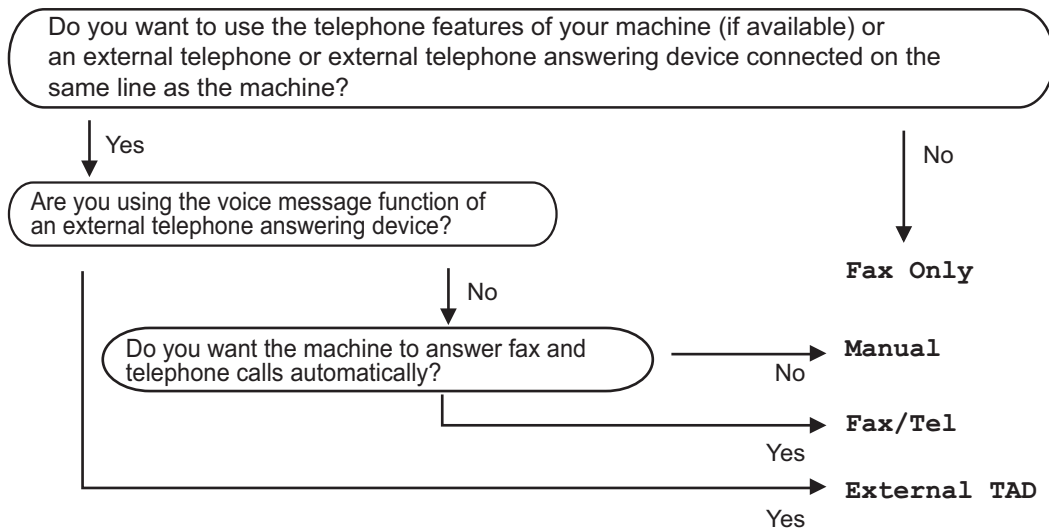 Do you want to use the telephone features of your machine (if available) or
an external telephone or external telephone answering device connected on the
same line as the machine?
Yes
No
Are you using the voice message function of
an external telephone answering device?
Fax Only
No
Do you want the machine to answer fax and
telephone calls automatically?
Manual
No
Fax/Tel
Yes
External TAD
Yes